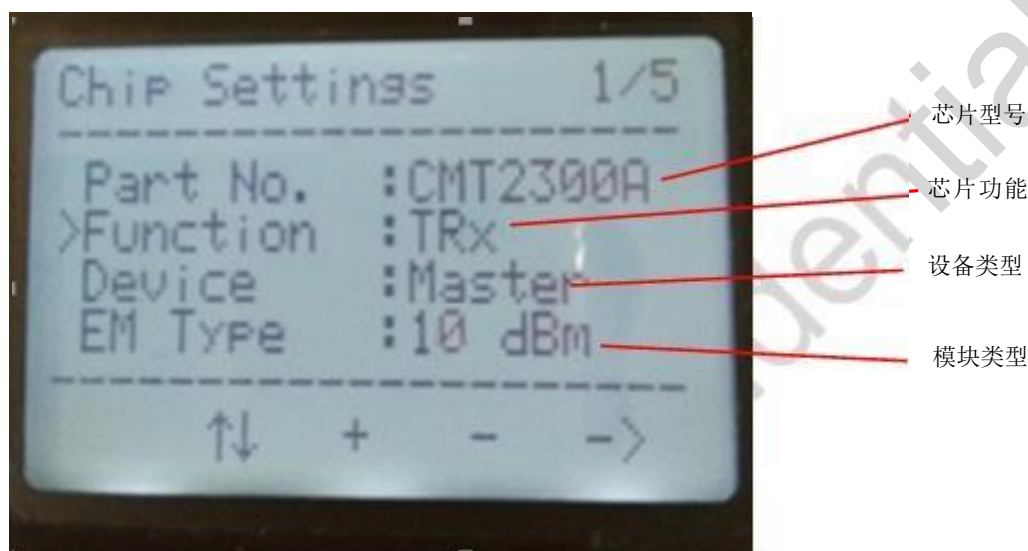 Chip Settings 1/5
Part No. :CMT2300A 芯片型号
>Function :TRx 芯片功能
Device :Master 设备类型
EM Type :10 dBm 模块类型
↑↓ + - ->